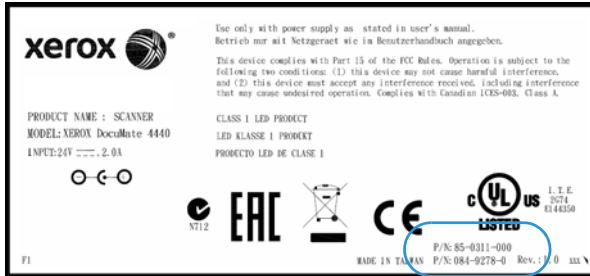 xerox
Use only with power supply as stated in user's manual.
Betrieb nur mit Netzgeraet wie im Benutzerhandbuch angegeben.
This device complies with Part 15 of the FCC Rules. Operation is subject to the
following two conditions: (1) this device may not cause harmful interference,
and (2) this device must accept any interference received, including interference
that may cause undesired operation. Complies with Canadian ICES-003, Class A.
PRODUCT NAME : SCANNER
MODEL:XEROX DocuMate 4440
INPUT:24V 2.0A
CLASS 1 LED PRODUCT
LED KLASSE 1 PRODUKT
PRODUCTO LED DE CLASE 1
N712
EAC
CE
c UL US
LISTED
I.T.E.
2G74
E144350
P/N:85-0311-000
MADE IN TAIWAN P/N:084-9278-0 Rev.:1.0 xxx
F1